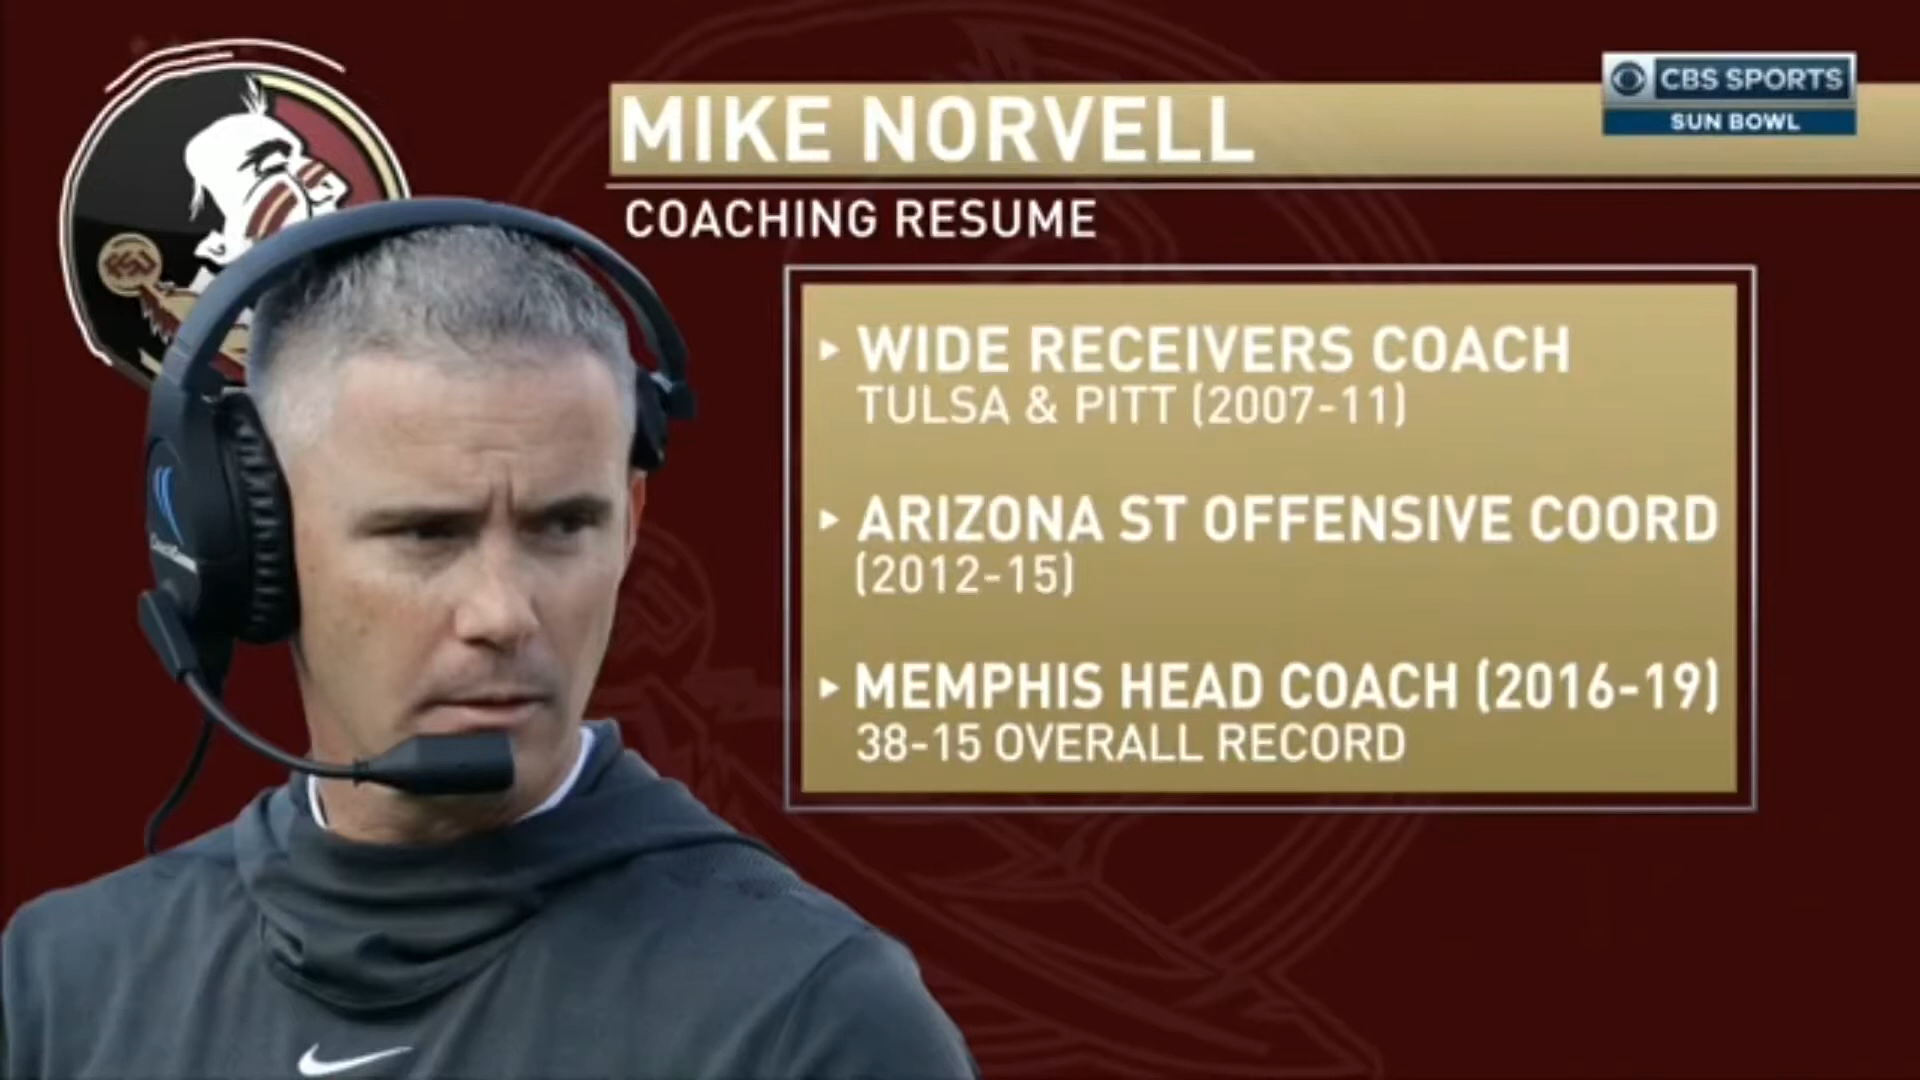 CBS SPORTS
SUN BOWL
MIKE NORVELL
COACHING RESUME
WIDE RECEIVERS COACH
TULSA & PITT (2007-11)
ARIZONA ST OFFENSIVE COORD
(2012-15)
MEMPHIS HEAD COACH (2016-19)
38-15 OVERALL RECORD
FSU